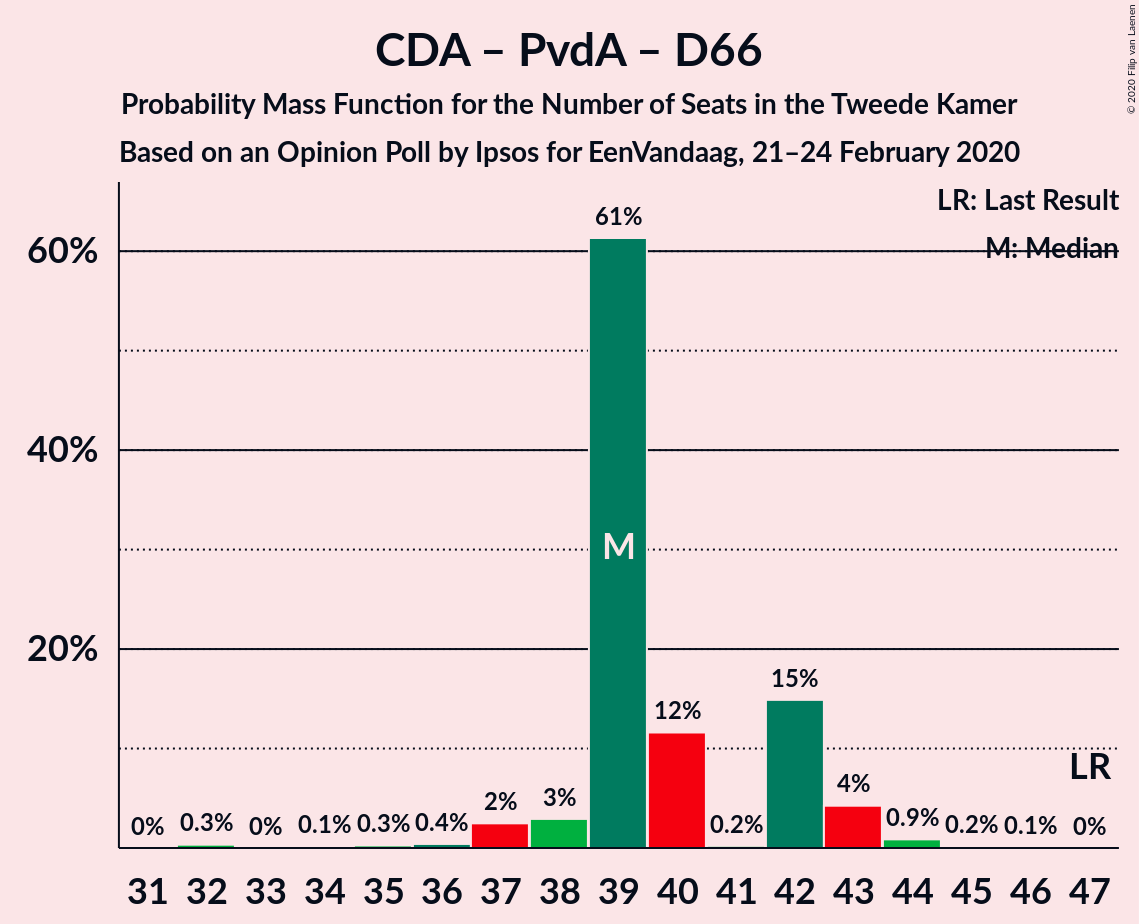 CDA – PvdA – D66
Probability Mass Function for the Number of Seats in the Tweede Kamer
Based on an Opinion Poll by Ipsos for EenVandaag, 21–24 February 2020
© 2020 Filip van Laenen
LR: Last Result
M: Median
60%
40%
20%
61%
M
15%
12%
LR
4%
3%
2%
0%
0.3%
0%
0.1%
0.3%
0.4%
0.2%
0.9%
0.2%
0.1%
0%
31 32 33 34 35 36 37 38 39 40 41 42 43 44 45 46 47